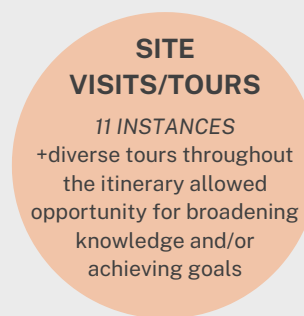 SITE
VISITS/TOURS
11 INSTANCES
+diverse tours throughout
the itinerary allowed
opportunity for broadening
knowledge and/or
achieving goals